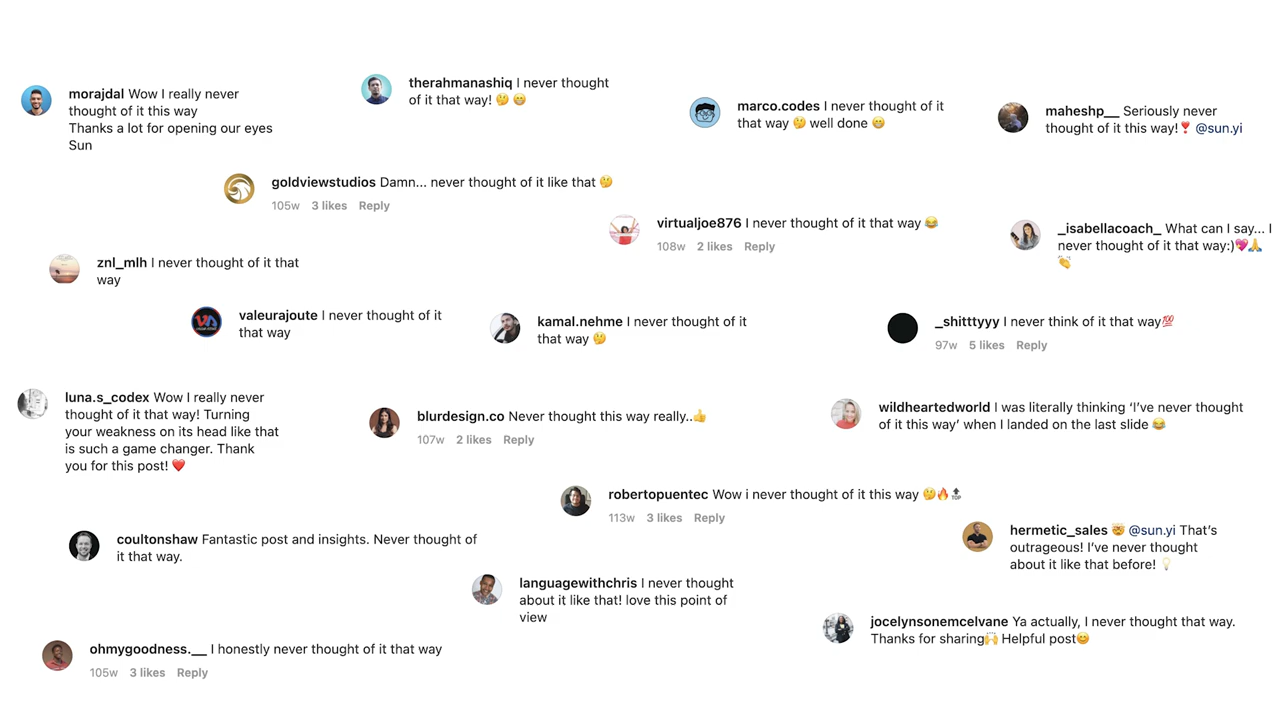 morajdal Wow I really never
thought of it this way
Thanks a lot for opening our eyes
Sun
therahmanashiq I never thought
of it that way! 🤔 😁
marco.codes I never thought of it
that way 🤔 well done 😁
maheshp__ Seriously never
thought of it this way!❣️ @sun.yi
goldviewstudios Damn... never thought of it like that 🤔
105w 3 likes Reply
virtualjoe876 I never thought of it that way 😂
108w 2 likes Reply
_isabellacoach_ What can I say... I
never thought of it that way:)💖🙏
👏
znl_mlh I never thought of it that
way
valeurajoute I never thought of it
that way
kamal.nehme I never thought of it
that way 🤔
_shitttyyy I never think of it that way💯
97w 5 likes Reply
luna.s_codex Wow I really never
thought of it that way! Turning
your weakness on its head like that
is such a game changer. Thank
you for this post! ❤️
blurdesign.co Never thought this way really..👍
107w 2 likes Reply
wildheartedworld I was literally thinking ‘I’ve never thought
of it this way’ when I landed on the last slide 😂
robertopuentec Wow i never thought of it this way 🤔🔥🔝
113w 3 likes Reply
coultonshaw Fantastic post and insights. Never thought of
it that way.
hermetic_sales 🤯 @sun.yi That’s
outrageous! I’ve never thought
about it like that before! 💡
languagewithchris I never thought
about it like that! love this point of
view
jocelynsonemcelvane Ya actually, I never thought that way.
Thanks for sharing🙌 Helpful post😊
ohmygoodness.__ I honestly never thought of it that way
105w 3 likes Reply